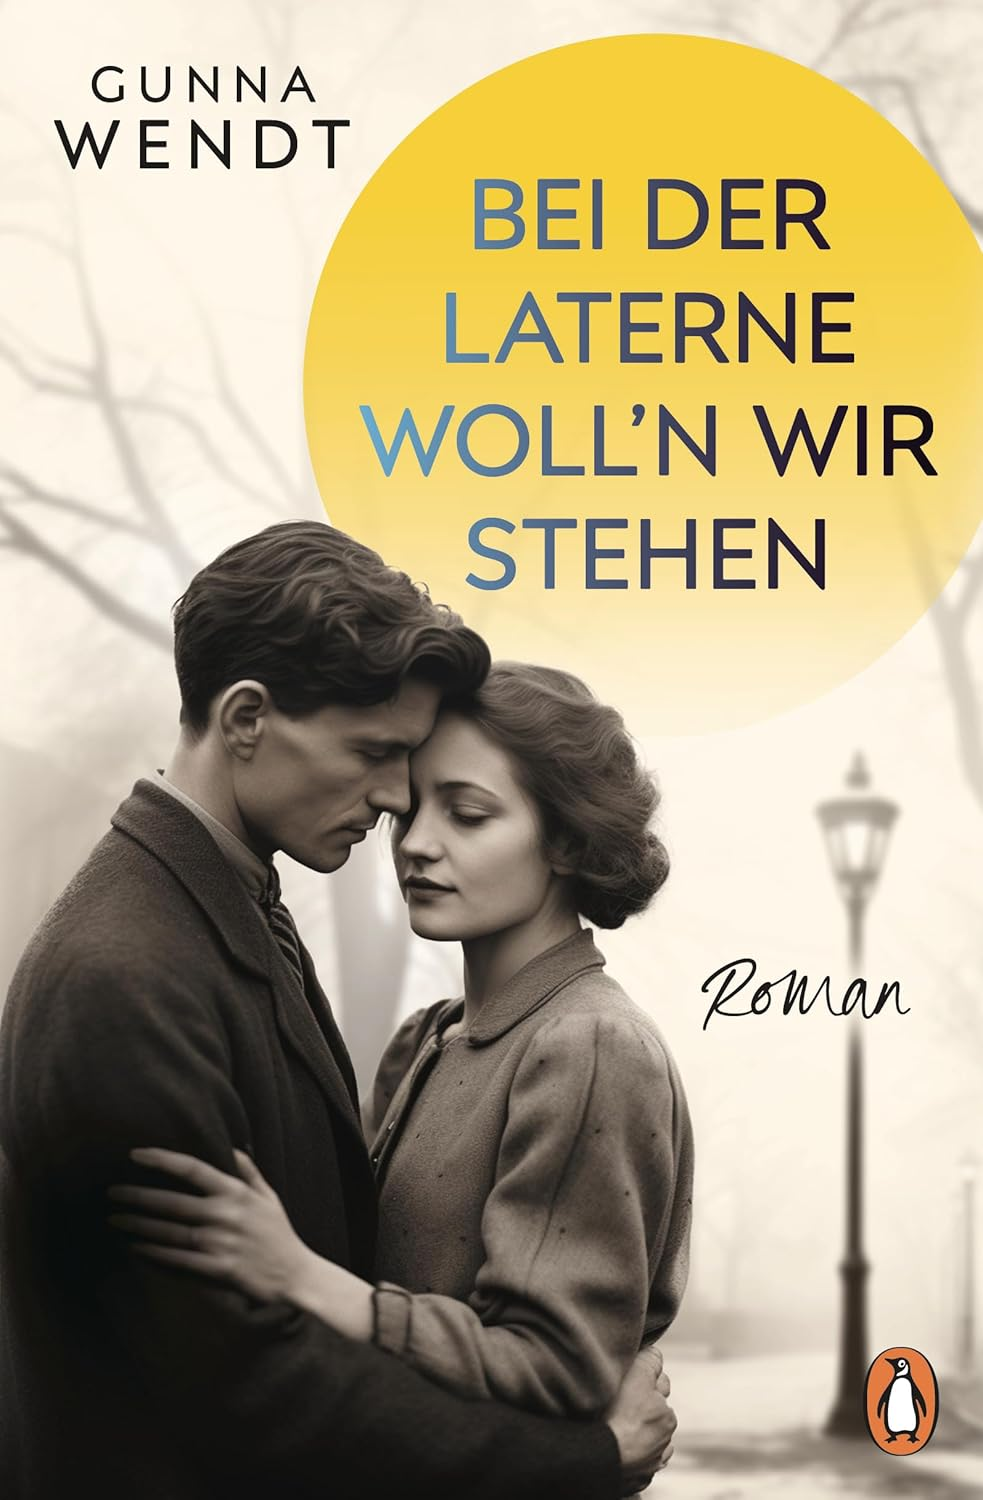 GUNNA
WENDT
BEI DER
LATERNE
WOLL’N WIR
STEHEN
Roman